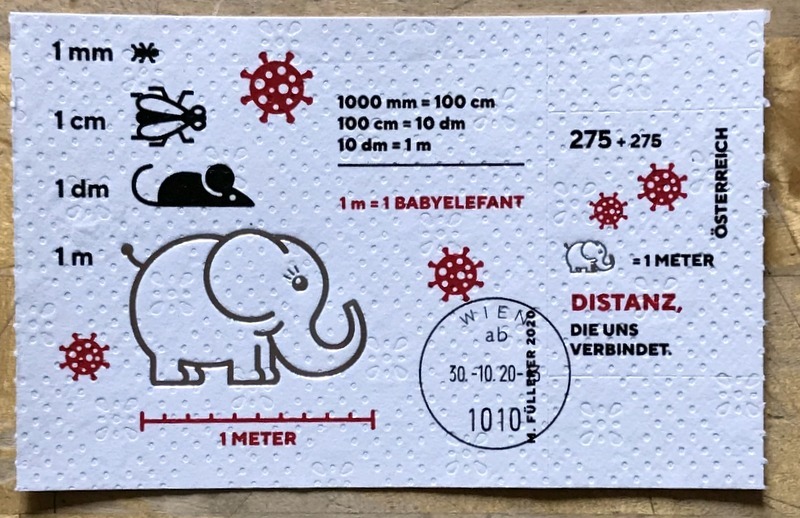 1 mm
1 cm
1 dm
1 m
1 METER
1000 mm = 100 cm
100 cm = 10 dm
10 dm = 1 m
1 m = 1 BABYELEFANT
WIEN
ab
30.-10.20-
1010
M. FÜLLERER 2020
275 + 275
ÖSTERREICH
= 1 METER
DISTANZ,
DIE UNS
VERBINDET.